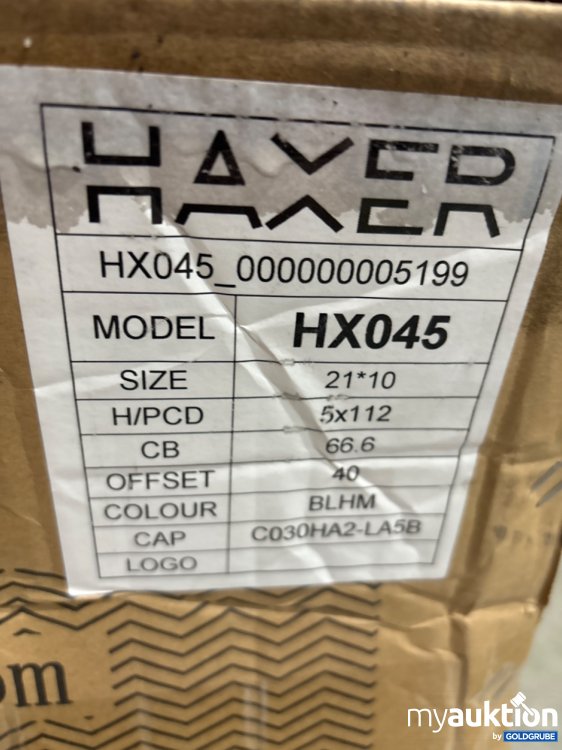 HAXER
HX045_000000005199
MODEL HX045
SIZE 21*10
H/PCD 5x112
CB 66.6
OFFSET 40
COLOUR BLHM
CAP C030HA2-LA5B
LOGO
om
myauktion
by GOLDGRUBE